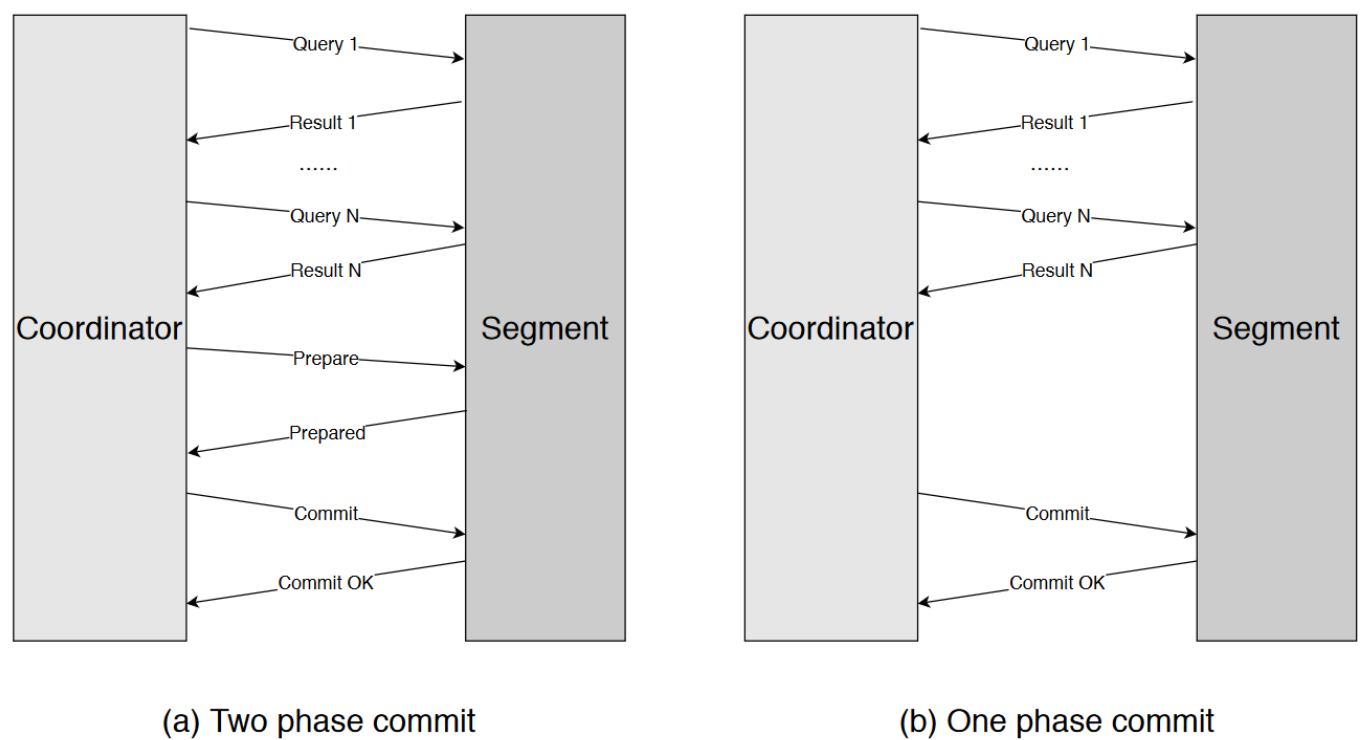 Query 1
Result 1
......
Query N
Result N
Coordinator
Segment
Prepare
Prepared
Commit
Commit OK
(a) Two phase commit
Query 1
Result 1
......
Query N
Result N
Coordinator
Segment
Commit
Commit OK
(b) One phase commit